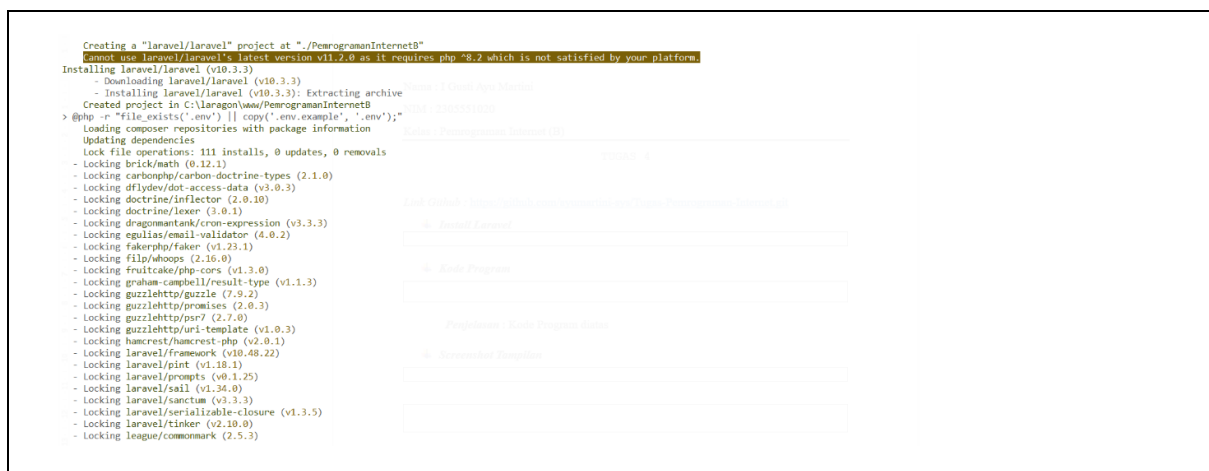 Creating a "laravel/laravel" project at "./PemrogramanInternetB"
Cannot use laravel/laravel's latest version v11.2.0 as it requires php ^8.2 which is not satisfied by your platform.
Installing laravel/laravel (v10.3.3)
- Downloading laravel/laravel (v10.3.3)
- Installing laravel/laravel (v10.3.3): Extracting archive
Created project in C:\laragon\www/PemrogramanInternetB
> @php -r "file_exists('.env') || copy('.env.example', '.env');"
Loading composer repositories with package information
Updating dependencies
Lock file operations: 111 installs, 0 updates, 0 removals
- Locking brick/math (0.12.1)
- Locking carbonphp/carbon-doctrine-types (2.1.0)
- Locking dflydev/dot-access-data (v3.0.3)
- Locking doctrine/inflector (2.0.10)
- Locking doctrine/lexer (3.0.1)
- Locking dragonmantank/cron-expression (v3.3.3)
- Locking egulias/email-validator (4.0.2)
- Locking fakerphp/faker (v1.23.1)
- Locking filp/whoops (2.16.0)
- Locking fruitcake/php-cors (v1.3.0)
- Locking graham-campbell/result-type (v1.1.3)
- Locking guzzlehttp/guzzle (7.9.2)
- Locking guzzlehttp/promises (2.0.3)
- Locking guzzlehttp/psr7 (2.7.0)
- Locking guzzlehttp/uri-template (v1.0.3)
- Locking hamcrest/hamcrest-php (v2.0.1)
- Locking laravel/framework (v10.48.22)
- Locking laravel/pint (v1.18.1)
- Locking laravel/prompts (v0.1.25)
- Locking laravel/sail (v1.34.0)
- Locking laravel/sanctum (v3.3.3)
- Locking laravel/serializable-closure (v1.3.5)
- Locking laravel/tinker (v2.10.0)
- Locking league/commonmark (2.5.3)
Install Laravel
Kode Program
Penjelasan : Kode Program
Screenshoot Tampilan